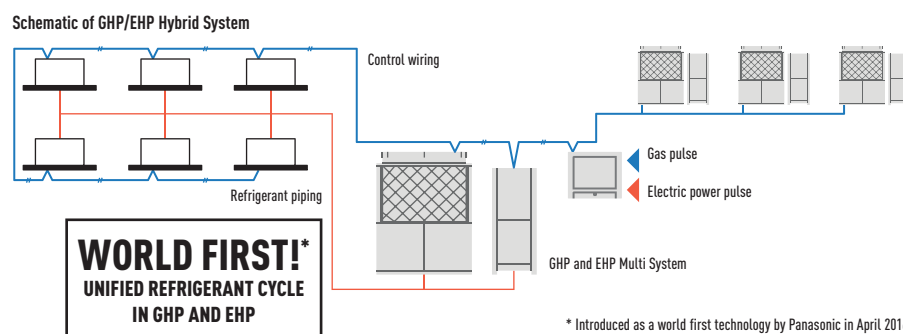 Schematic of GHP/EHP Hybrid System
Control wiring
Gas pulse
Electric power pulse
Refrigerant piping
GHP and EHP Multi System
WORLD FIRST!*
UNIFIED REFRIGERANT CYCLE
IN GHP AND EHP
* Introduced as a world first technology by Panasonic in April 201